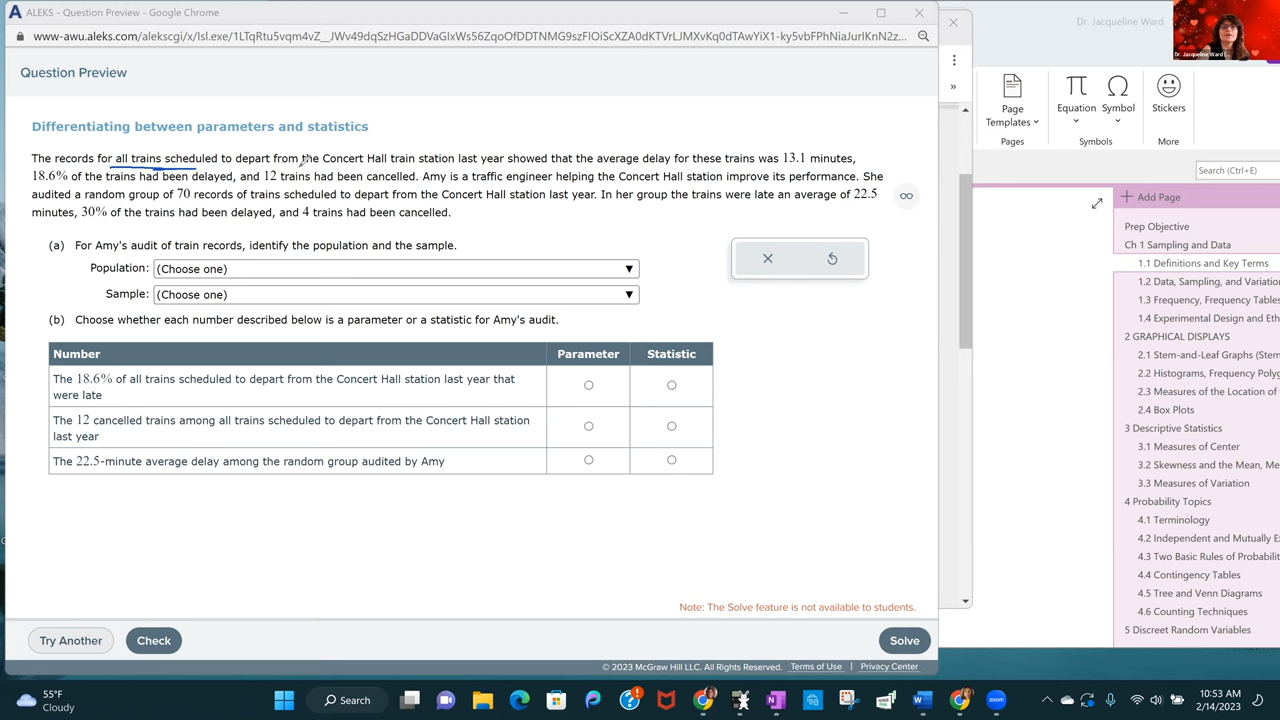 ALEKS - Question Preview - Google Chrome
Dr. Jacqueline Ward
Question Preview
Differentiating between parameters and statistics
The records for all trains scheduled to depart from the Concert Hall train station last year showed that the average delay for these trains was 13.1 minutes,
18.6% of the trains had been delayed, and 12 trains had been cancelled. Amy is a traffic engineer helping the Concert Hall station improve its performance. She
audited a random group of 70 records of trains scheduled to depart from the Concert Hall station last year. In her group the trains were late an average of 22.5
minutes, 30% of the trains had been delayed, and 4 trains had been cancelled.
(a) For Amy's audit of train records, identify the population and the sample.
Population: (Choose one)
Sample: (Choose one)
(b) Choose whether each number described below is a parameter or a statistic for Amy's audit.
Number Parameter Statistic
The 18.6% of all trains scheduled to depart from the Concert Hall station last year that
were late
The 12 cancelled trains among all trains scheduled to depart from the Concert Hall station
last year
The 22.5-minute average delay among the random group audited by Amy
Note: The Solve feature is not available to students.
Try Another Check Solve
© 2023 McGraw Hill LLC. All Rights Reserved. Terms of Use | Privacy Center
Page
Templates
Equation
Symbol
Stickers
Pages
Symbols
More
Search (Ctrl+E)
Add Page
Prep Objective
Ch 1 Sampling and Data
1.1 Definitions and Key Terms
1.2 Data, Sampling, and Variation
1.3 Frequency, Frequency Tables
1.4 Experimental Design and Eth
2 GRAPHICAL DISPLAYS
2.1 Stem-and-Leaf Graphs (Stem
2.2 Histograms, Frequency Polyg
2.3 Measures of the Location of
2.4 Box Plots
3 Descriptive Statistics
3.1 Measures of Center
3.2 Skewness and the Mean, Me
3.3 Measures of Variation
4 Probability Topics
4.1 Terminology
4.2 Independent and Mutually E
4.3 Two Basic Rules of Probabili
4.4 Contingency Tables
4.5 Tree and Venn Diagrams
4.6 Counting Techniques
5 Discreet Random Variables
55°F
Cloudy
Search
10:53 AM
2/14/2023